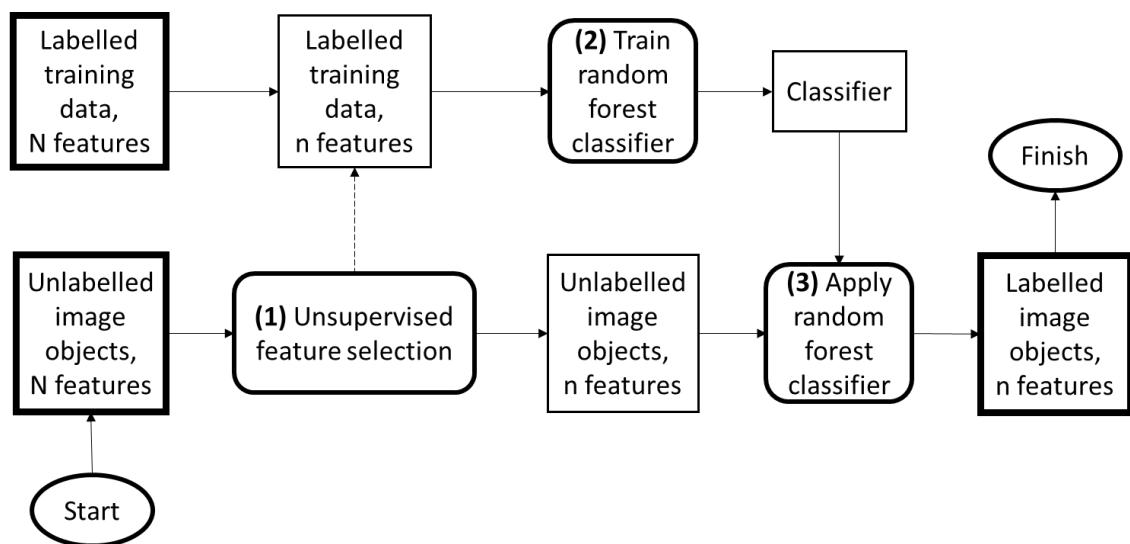 Labelled
training
data,
N features
Labelled
training
data,
n features
(2) Train
random
forest
classifier
Classifier
Finish
Unlabelled
image
objects,
N features
(1) Unsupervised
feature selection
Unlabelled
image
objects,
n features
(3) Apply
random
forest
classifier
Labelled
image
objects,
n features
Start